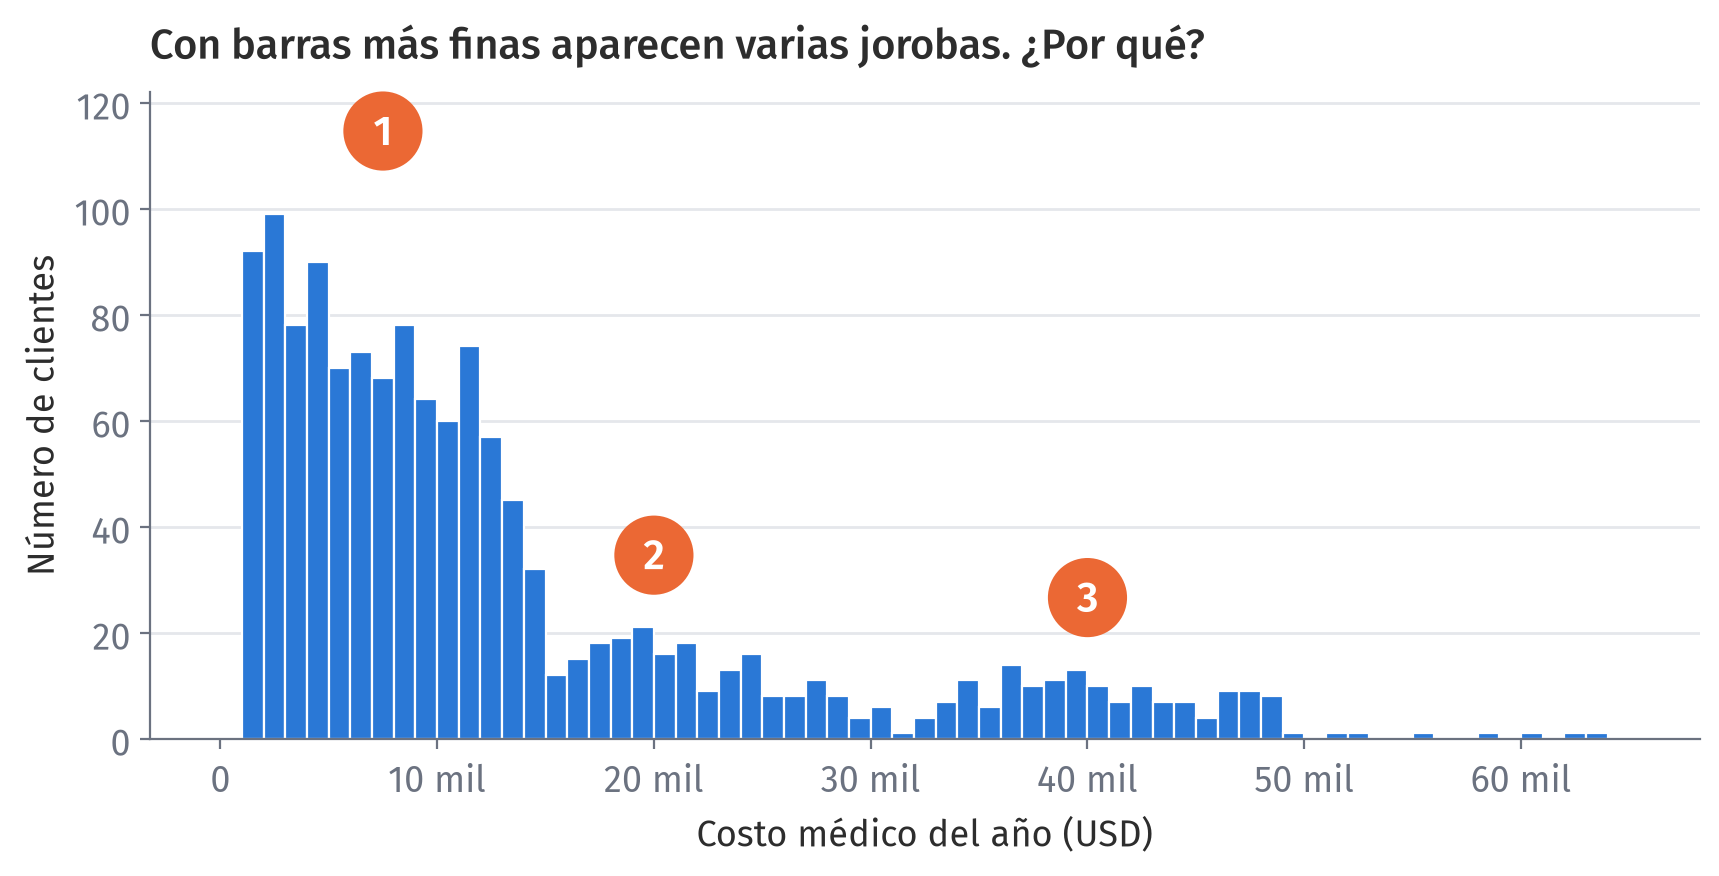 Con barras más finas aparecen varias jorobas. ¿Por qué?
120
100
80
60
40
20
0
Número de clientes
1
2
3
0
10 mil
20 mil
30 mil
40 mil
50 mil
60 mil
Costo médico del año (USD)